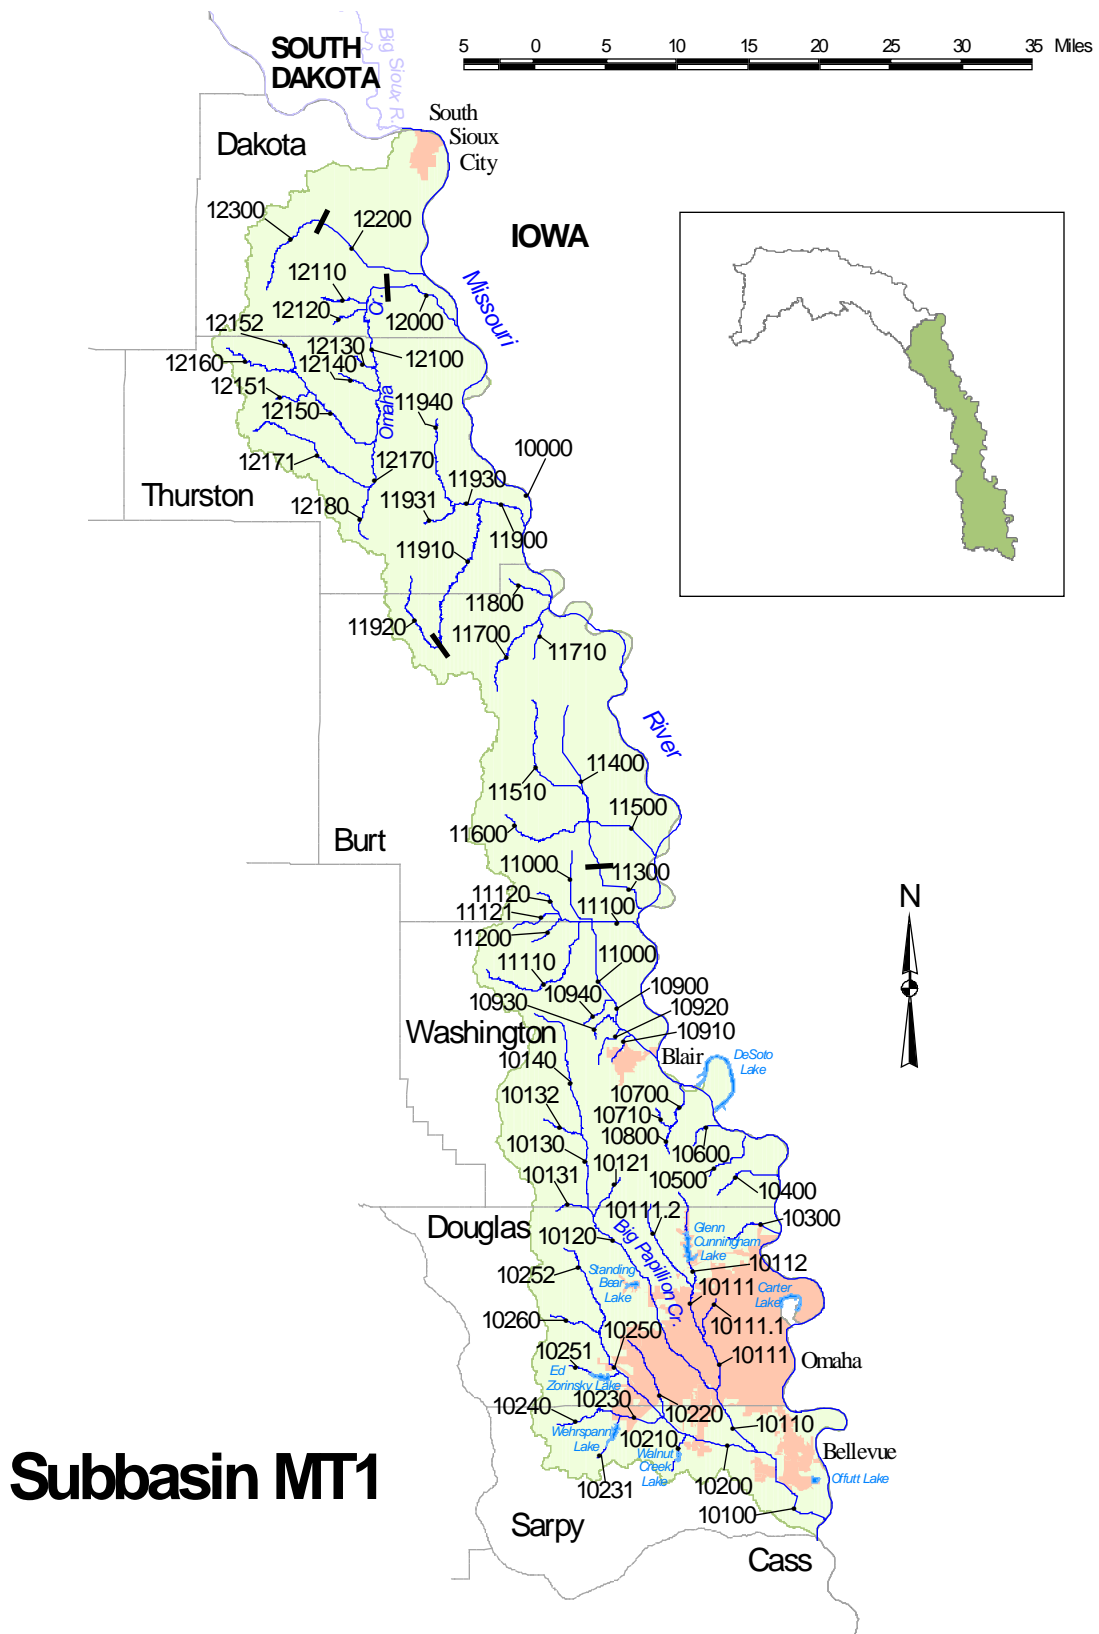 SOUTH
DAKOTA
Big Sioux R.
5 0 5 10 15 20 25 30 35 Miles
South
Sioux
City
Dakota
12300
12200
IOWA
12110
Missouri
12120
Cr.
12000
12152
12130
12100
12160
12140
12151
11940
12150
Omaha
10000
12171
12170
11930
Thurston
11931
12180
11900
11910
11800
11920
11700
11710
River
11400
11510
11500
11600
Burt
11000
11300
11120
11100
11121
11200
11000
11110
10900
10940
10930
10920
10910
Washington
Blair
DeSoto
Lake
10140
10700
10132
10710
10800
10600
10130
10121
10500
10131
10400
10111.2
10300
Douglas
Glenn
Cunningham
Lake
10120
Big Papillion Cr.
10112
10252
Standing
Bear
Lake
10111
Carter
Lake
10111.1
10260
10250
10251
10111
Omaha
Ed
Zorinsky Lake
10240
10230
10220
10110
Wehrspann
Lake
10210
Walnut
Creek
Lake
Bellevue
10231
10200
Offutt Lake
10100
Sarpy
Cass
N
Subbasin MT1